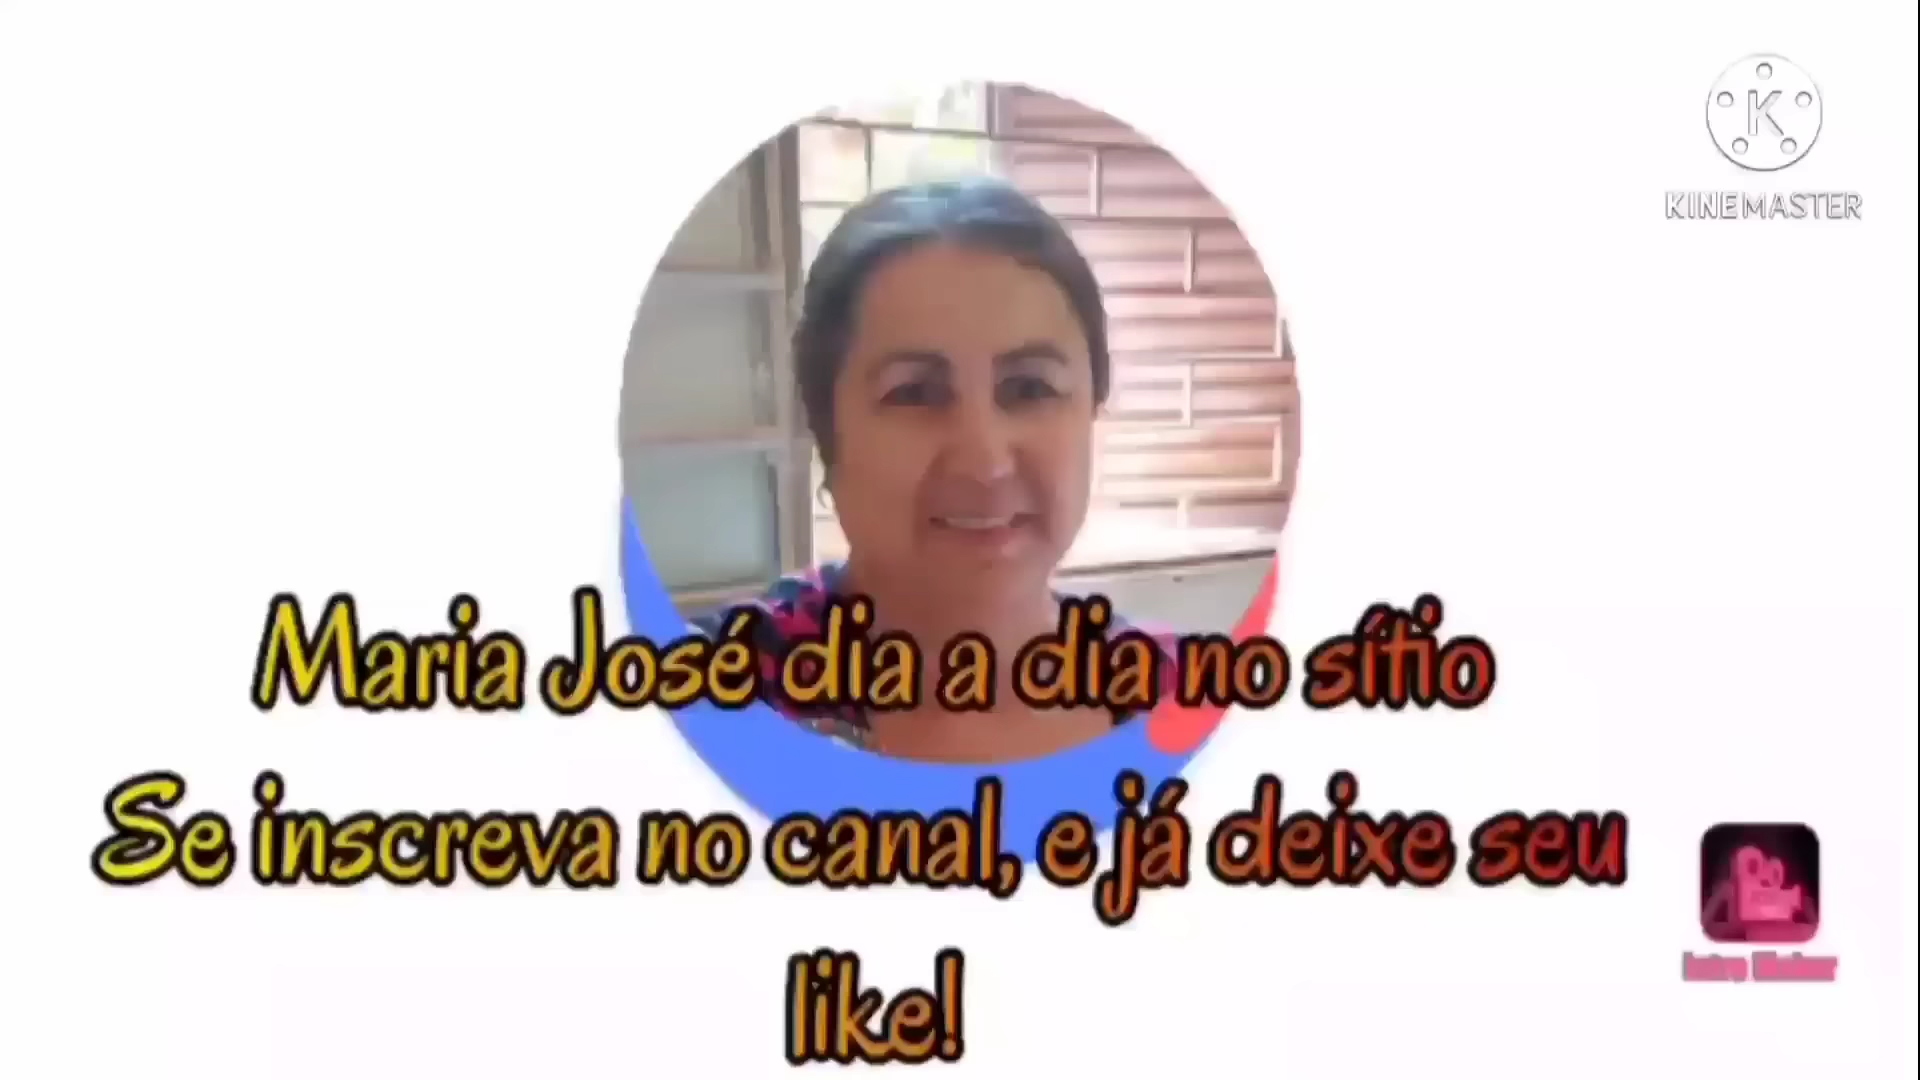 KINEMASTER
Maria José dia a dia no sítio
Se inscreva no canal, e já deixe seu
like!